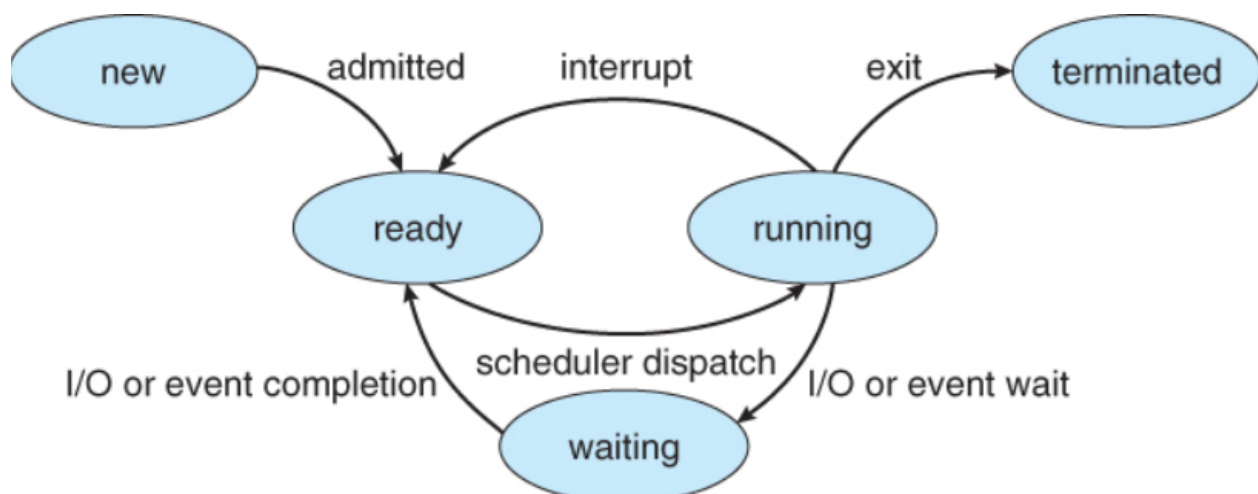 new
admitted
interrupt
exit
terminated
ready
running
scheduler dispatch
I/O or event completion
I/O or event wait
waiting